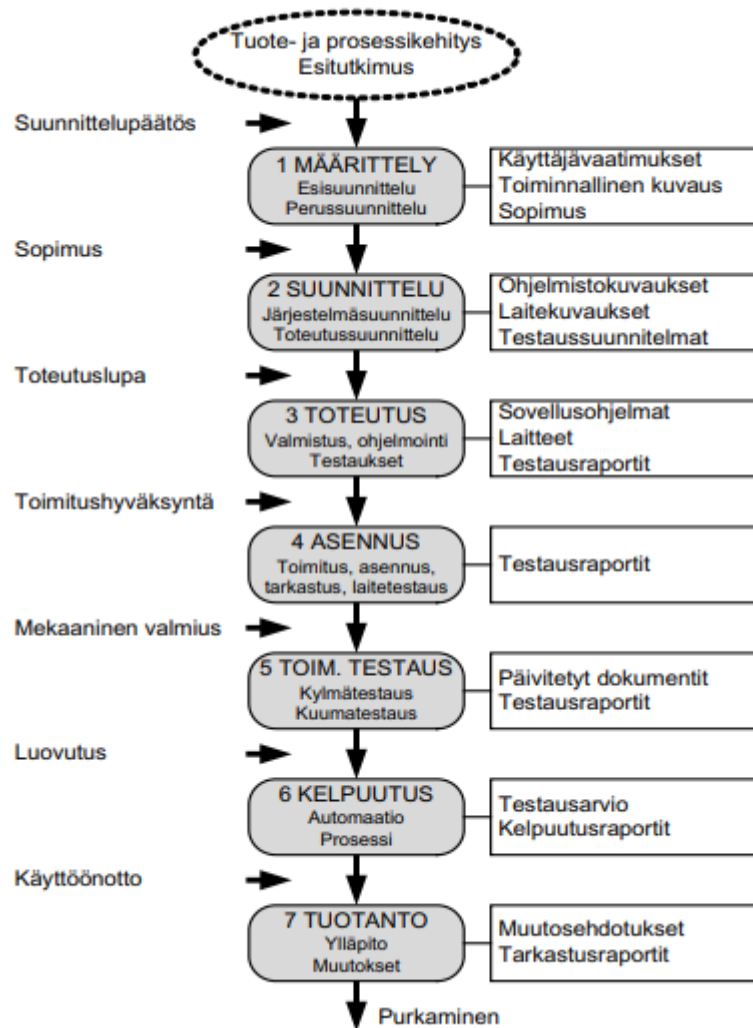 Tuote- ja prosessikehitys
Esitutkimus
Suunnittelupäätös
1 MÄÄRITTELY
Esisuunnittelu
Perussuunnittelu
Käyttäjävaatimukset
Toiminnallinen kuvaus
Sopimus
Sopimus
2 SUUNNITTELU
Järjestelmäsuunnittelu
Toteutussuunnittelu
Ohjelmistokuvaukset
Laitekuvaukset
Testaussuunnitelmat
Toteutuslupa
3 TOTEUTUS
Valmistus, ohjelmointi
Testaukset
Sovellusohjelmat
Laitteet
Testausraportit
Toimitushyväksyntä
4 ASENNUS
Toimitus, asennus,
tarkastus, laitetestaus
Testausraportit
Mekaaninen valmius
5 TOIM. TESTAUS
Kylmätestaus
Kuumatestaus
Päivitetyt dokumentit
Testausraportit
Luovutus
6 KELPUUTUS
Automaatio
Prosessi
Testausarvio
Kelpuutusraportit
Käyttöönotto
7 TUOTANTO
Ylläpito
Muutokset
Muutosehdotukset
Tarkastusraportit
Purkaminen